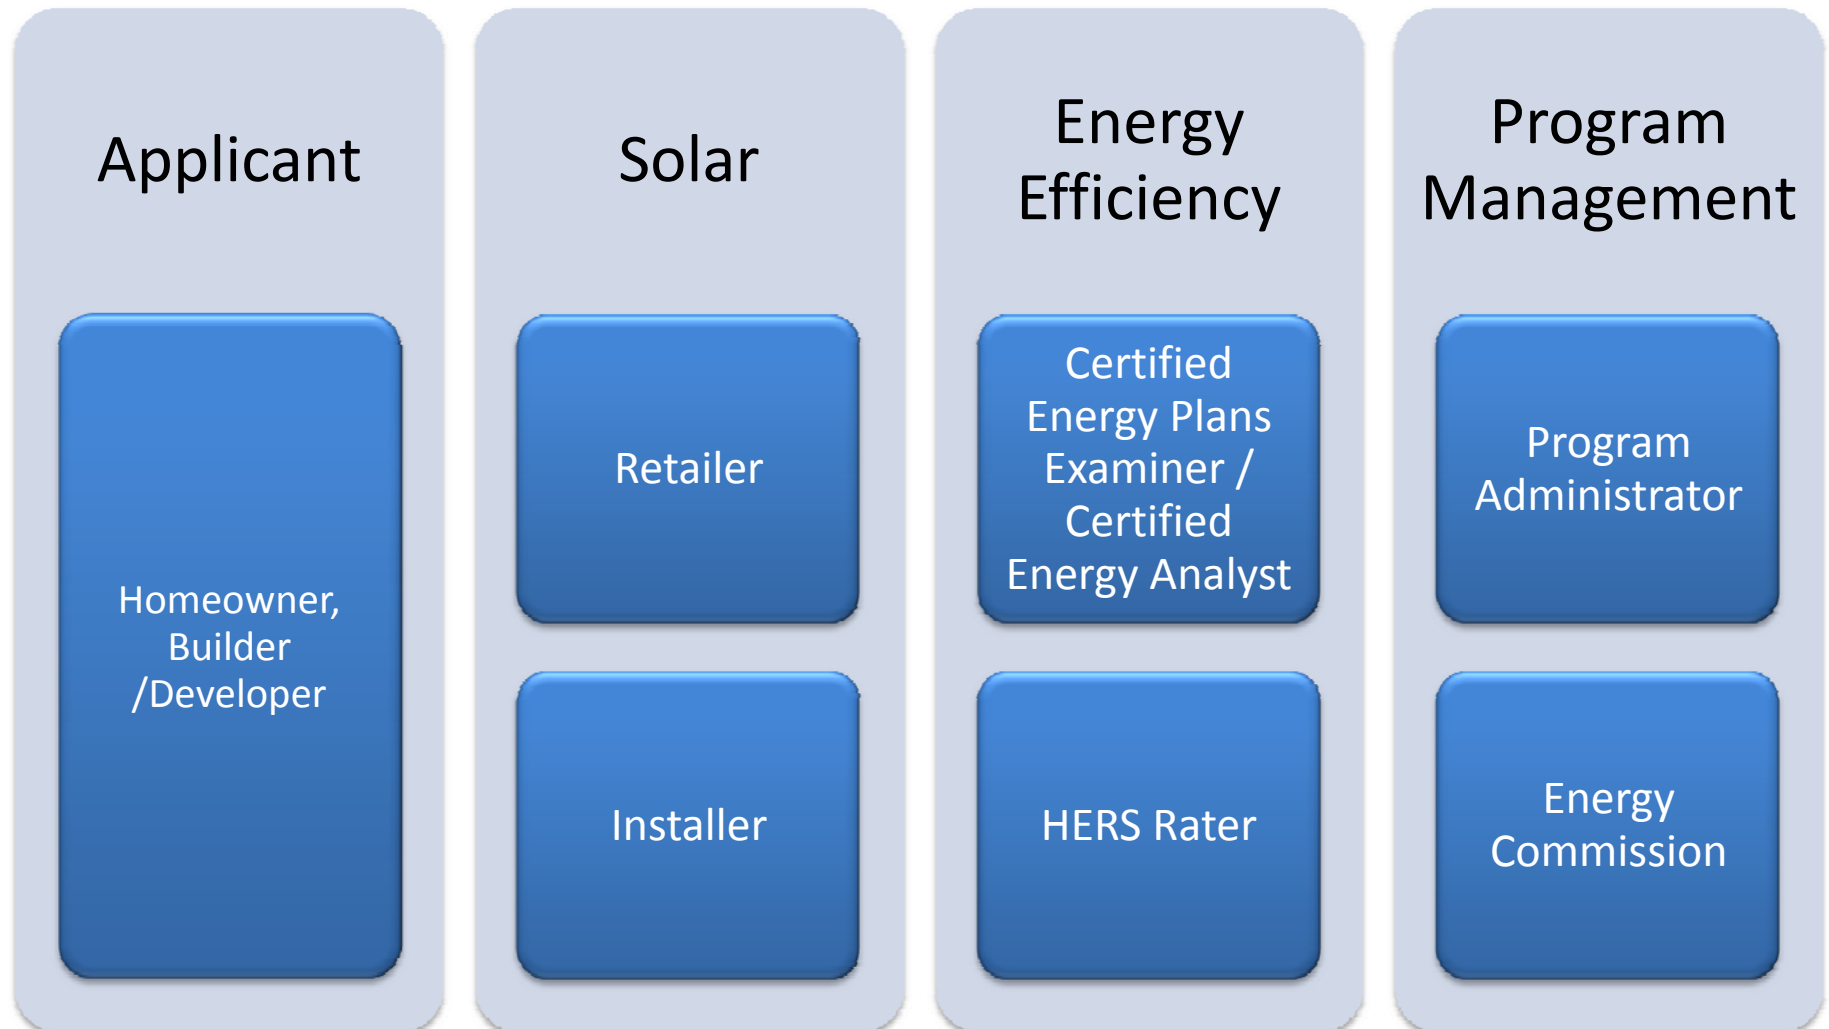 Applicant
Homeowner,
Builder
/Developer
Solar
Retailer
Installer
Energy
Efficiency
Certified
Energy Plans
Examiner /
Certified
Energy Analyst
HERS Rater
Program
Management
Program
Administrator
Energy
Commission